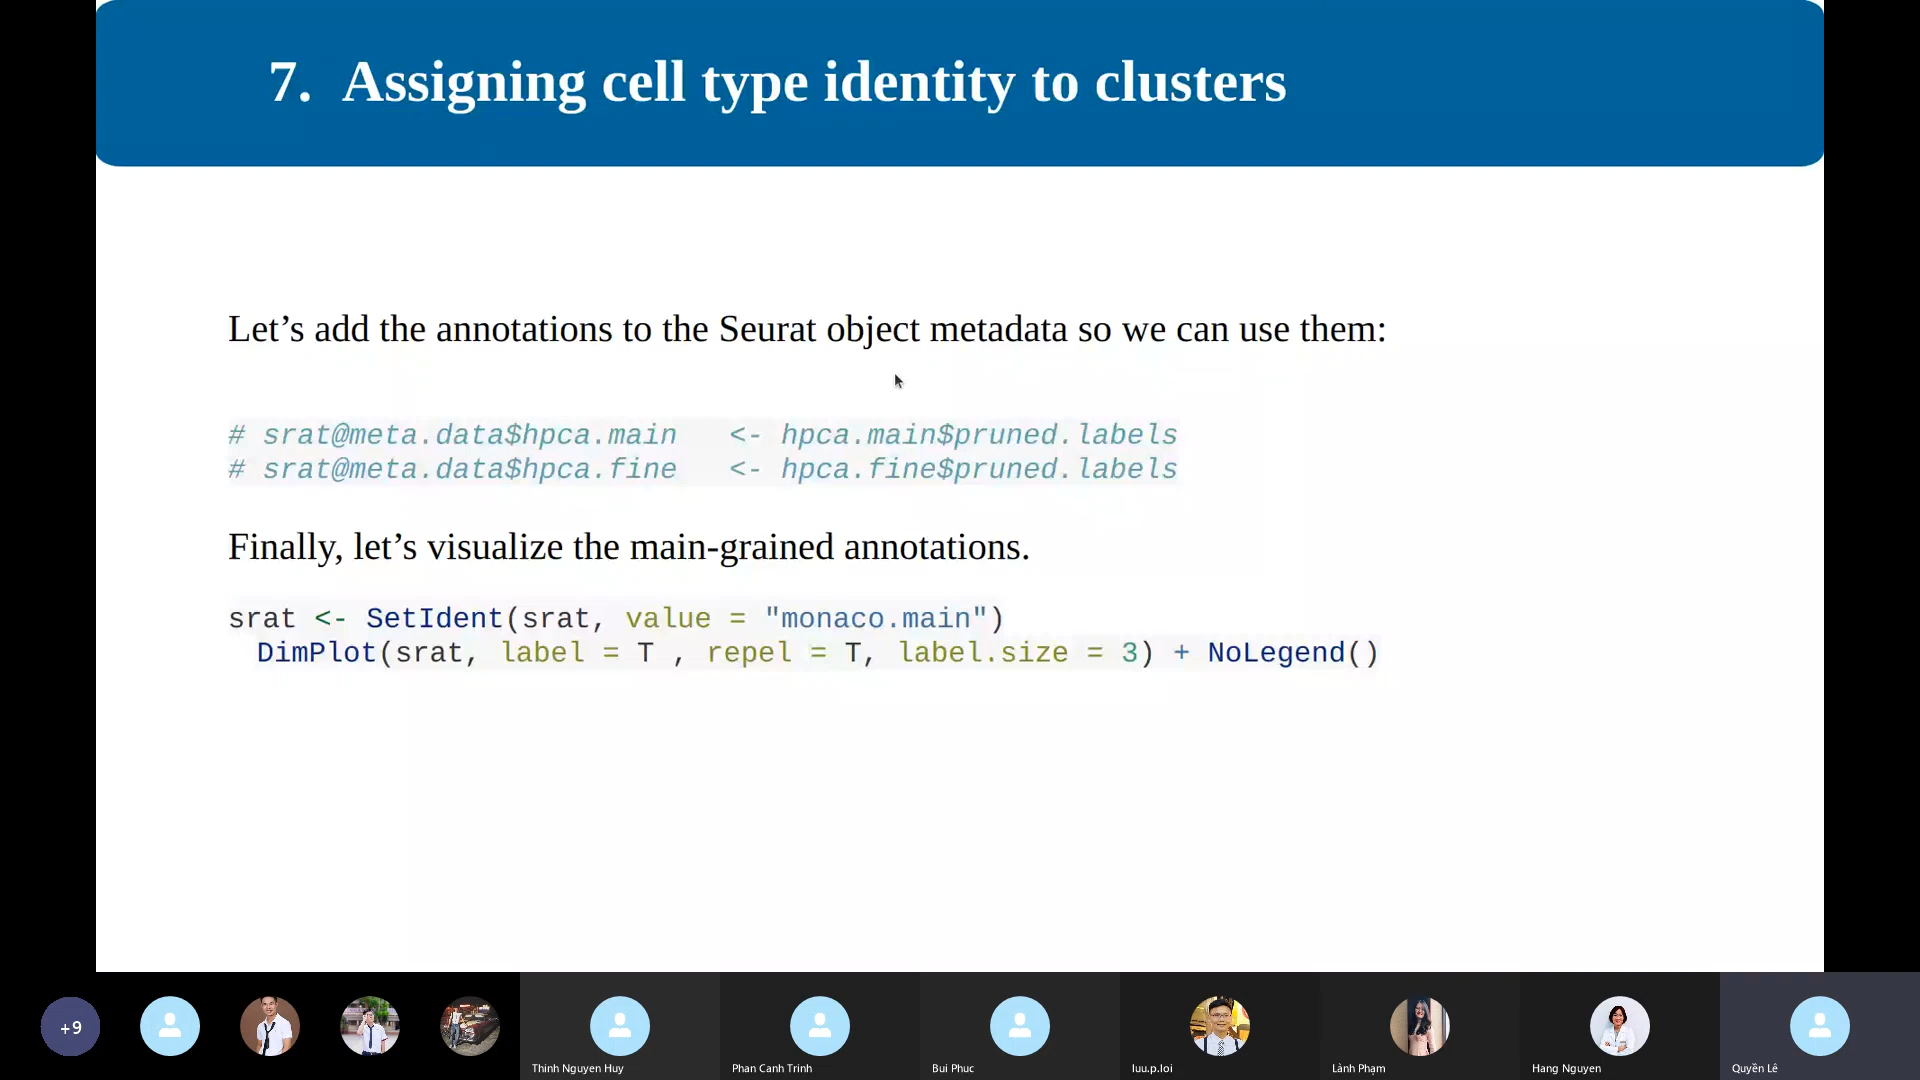 7. Assigning cell type identity to clusters
Let’s add the annotations to the Seurat object metadata so we can use them:
# srat@meta.data$hpca.main   <- hpca.main$pruned.labels
# srat@meta.data$hpca.fine   <- hpca.fine$pruned.labels
Finally, let’s visualize the main-grained annotations.
srat <- SetIdent(srat, value = "monaco.main")
DimPlot(srat, label = T , repel = T, label.size = 3) + NoLegend()
+9
Thinh Nguyen Huy
Phan Canh Trinh
Bui Phuc
luu.p.loi
Lành Phạm
Hang Nguyen
Quyền Lê